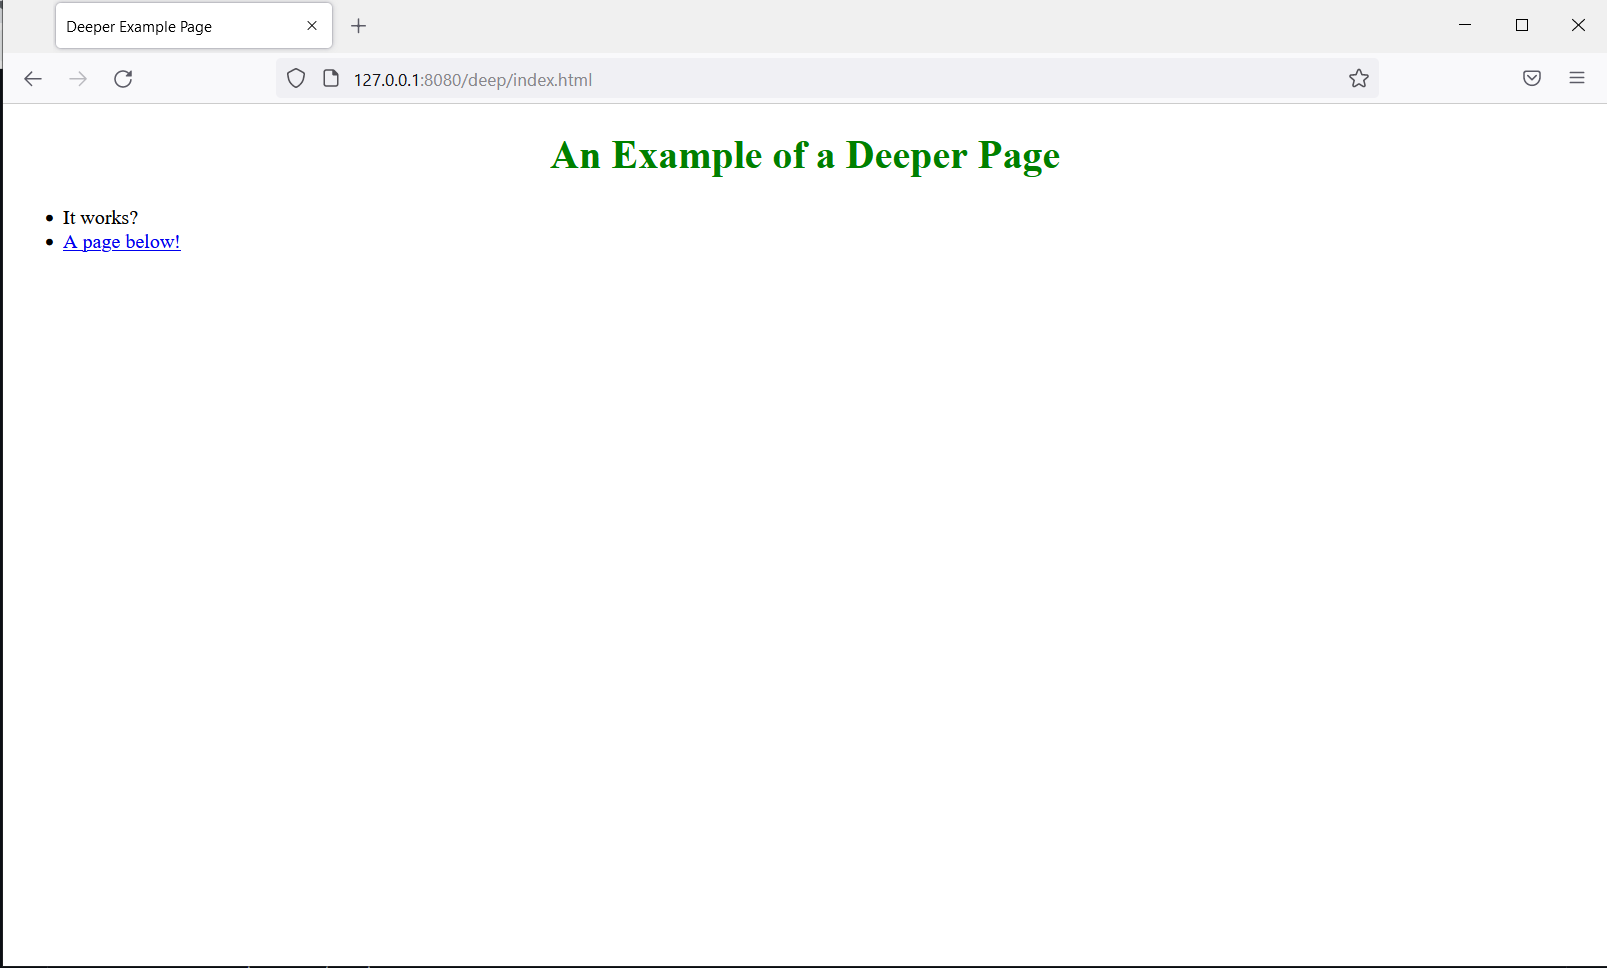 Deeper Example Page
127.0.0.1:8080/deep/index.html
An Example of a Deeper Page
It works?
A page below!